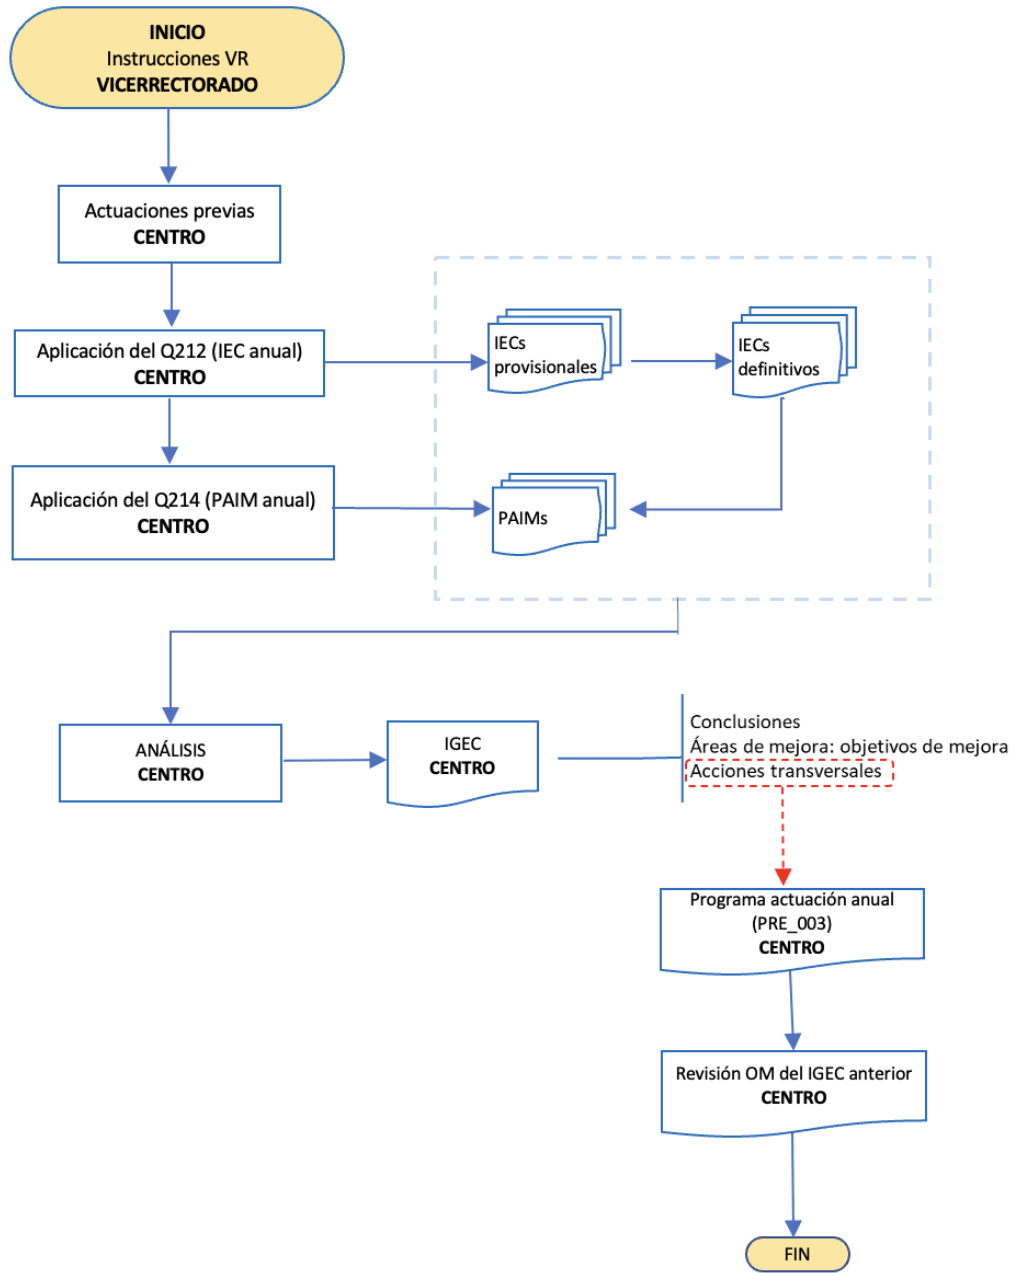 INICIO
Instrucciones VR
VICERRECTORADO
Actuaciones previas
CENTRO
Aplicación del Q212 (IEC anual)
CENTRO
IECs
provisionales
IECs
definitivos
Aplicación del Q214 (PAIM anual)
CENTRO
PAIMs
ANÁLISIS
CENTRO
IGEC
CENTRO
Conclusiones
Áreas de mejora: objetivos de mejora
Acciones transversales
Programa actuación anual
(PRE_003)
CENTRO
Revisión OM del IGEC anterior
CENTRO
FIN